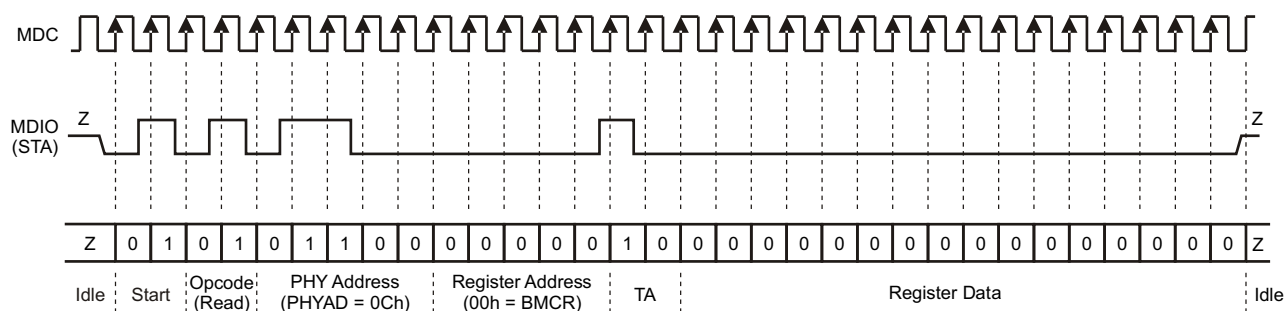 MDC
Z Z
MDIO
(STA)
Z 0 1 0 1 0 1 1 0 0 0 0 0 0 0 1 0 0 0 0 0 0 0 0 0 0 0 0 0 0 0 0 0 0 Z
Idle Start Opcode
(Read) PHY Address
(PHYAD = 0Ch) Register Address
(00h = BMCR) TA Register Data Idle